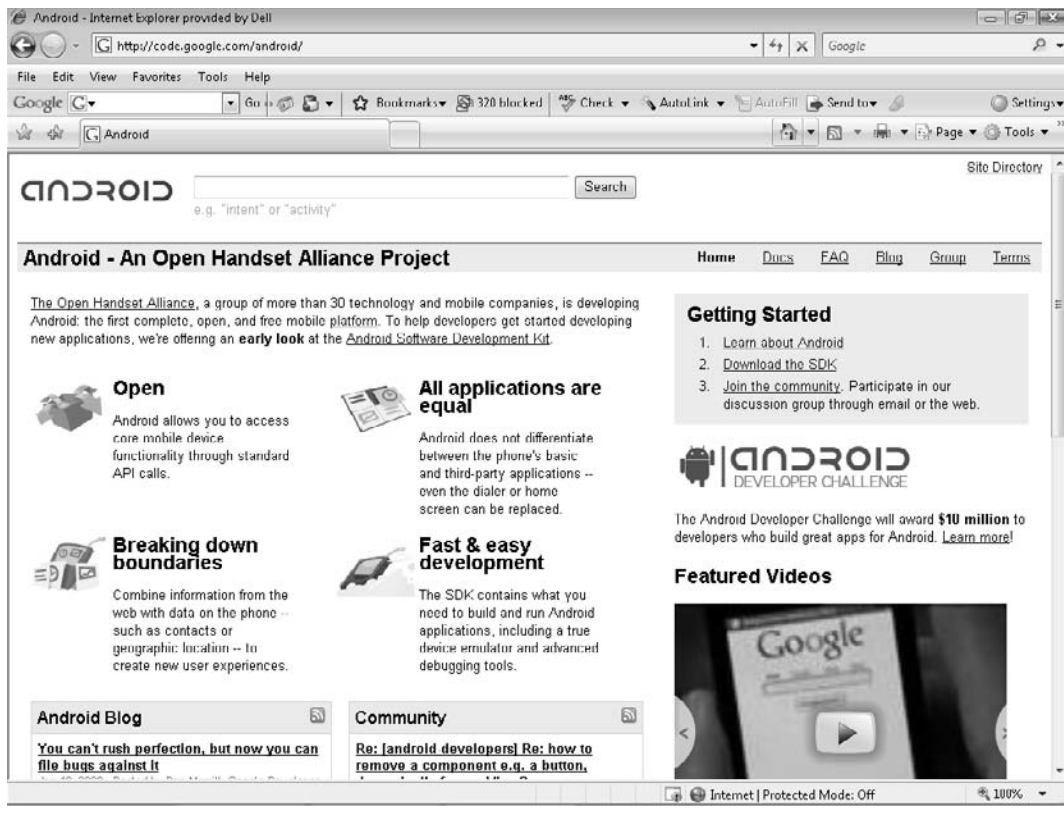 Android - Internet Explorer provided by Dell
http://code.google.com/android/
Google
File Edit View Favorites Tools Help
Google G Go Bookmarks 320 blocked ABC Check AutoLink AutoFill Send to Settings
Android
Page Tools
Site Directory
ANDROID
Search
e.g. "intent" or "activity"
Android - An Open Handset Alliance Project
Home Docs FAQ Blog Group Terms
The Open Handset Alliance, a group of more than 30 technology and mobile companies, is developing
Android: the first complete, open, and free mobile platform. To help developers get started developing
new applications, we're offering an early look at the Android Software Development Kit.
Open
Android allows you to access
core mobile device
functionality through standard
API calls.
All applications are
equal
Android does not differentiate
between the phone's basic
and third-party applications --
even the dialer or home
screen can be replaced.
Breaking down
boundaries
Combine information from the
web with data on the phone --
such as contacts or
geographic location -- to
create new user experiences.
Fast & easy
development
The SDK contains what you
need to build and run Android
applications, including a true
device emulator and advanced
debugging tools.
Getting Started
1. Learn about Android
2. Download the SDK
3. Join the community. Participate in our
discussion group through email or the web.
ANDROID
DEVELOPER CHALLENGE
The Android Developer Challenge will award $10 million to
developers who build great apps for Android. Learn more!
Featured Videos
Google
Android Blog
You can't rush perfection, but now you can
file bugs against it
Community
Re: [android developers] Re: how to
remove a component e.g. a button,
Internet | Protected Mode: Off
100%